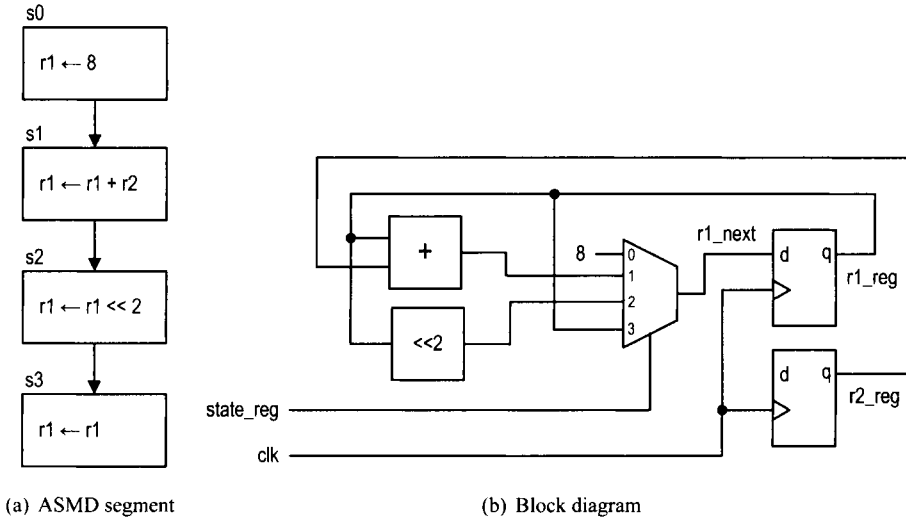 s0
r1 ← 8
s1
r1 ← r1 + r2
s2
r1 ← r1 << 2
s3
r1 ← r1
(a) ASMD segment
+
<<2
8
0
1
2
3
r1_next
d q
r1_reg
d q
r2_reg
state_reg
clk
(b) Block diagram